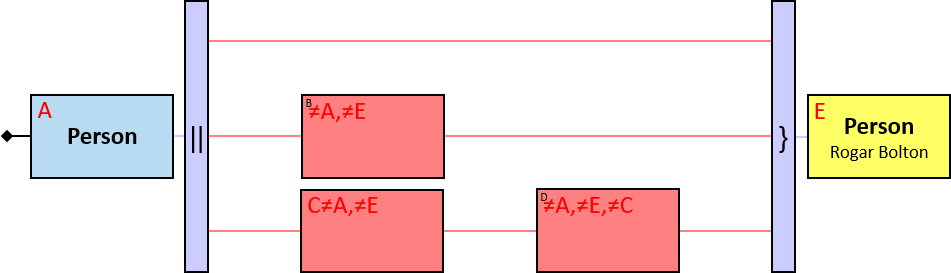 A
Person
||
B
≠A,≠E
C≠A,≠E
D
≠A,≠E,≠C
}
E
Person
Rogar Bolton